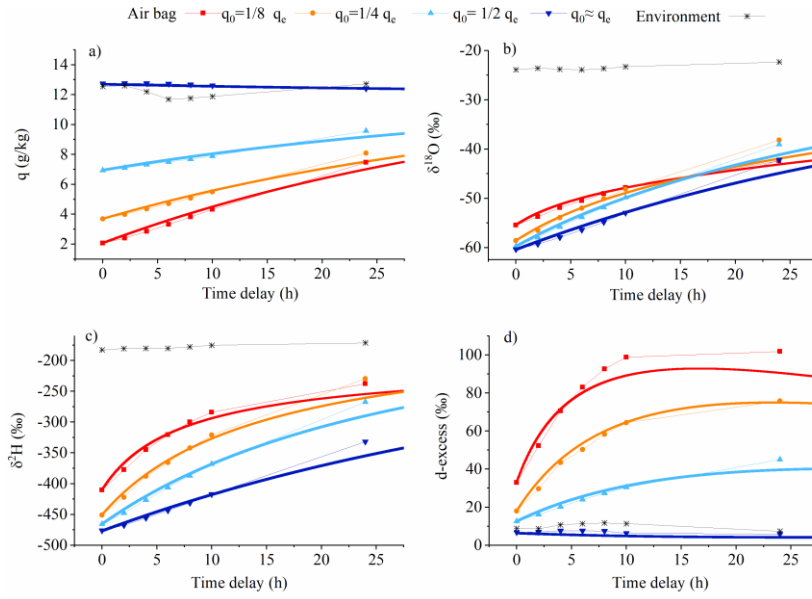 Air bag q₀=1/8 qₑ q₀=1/4 qₑ q₀= 1/2 qₑ q₀≈ qₑ Environment
a)
14
12
10
8
6
4
2
q (g/kg)
0 5 10 15 20 25
Time delay (h)
b)
-20
-30
-40
-50
-60
δ¹⁸O (‰)
0 5 10 15 20 25
Time delay (h)
c)
-200
-250
-300
-350
-400
-450
-500
δ²H (‰)
0 5 10 15 20 25
Time delay (h)
d)
100
80
60
40
20
0
d-excess (‰)
0 5 10 15 20 25
Time delay (h)